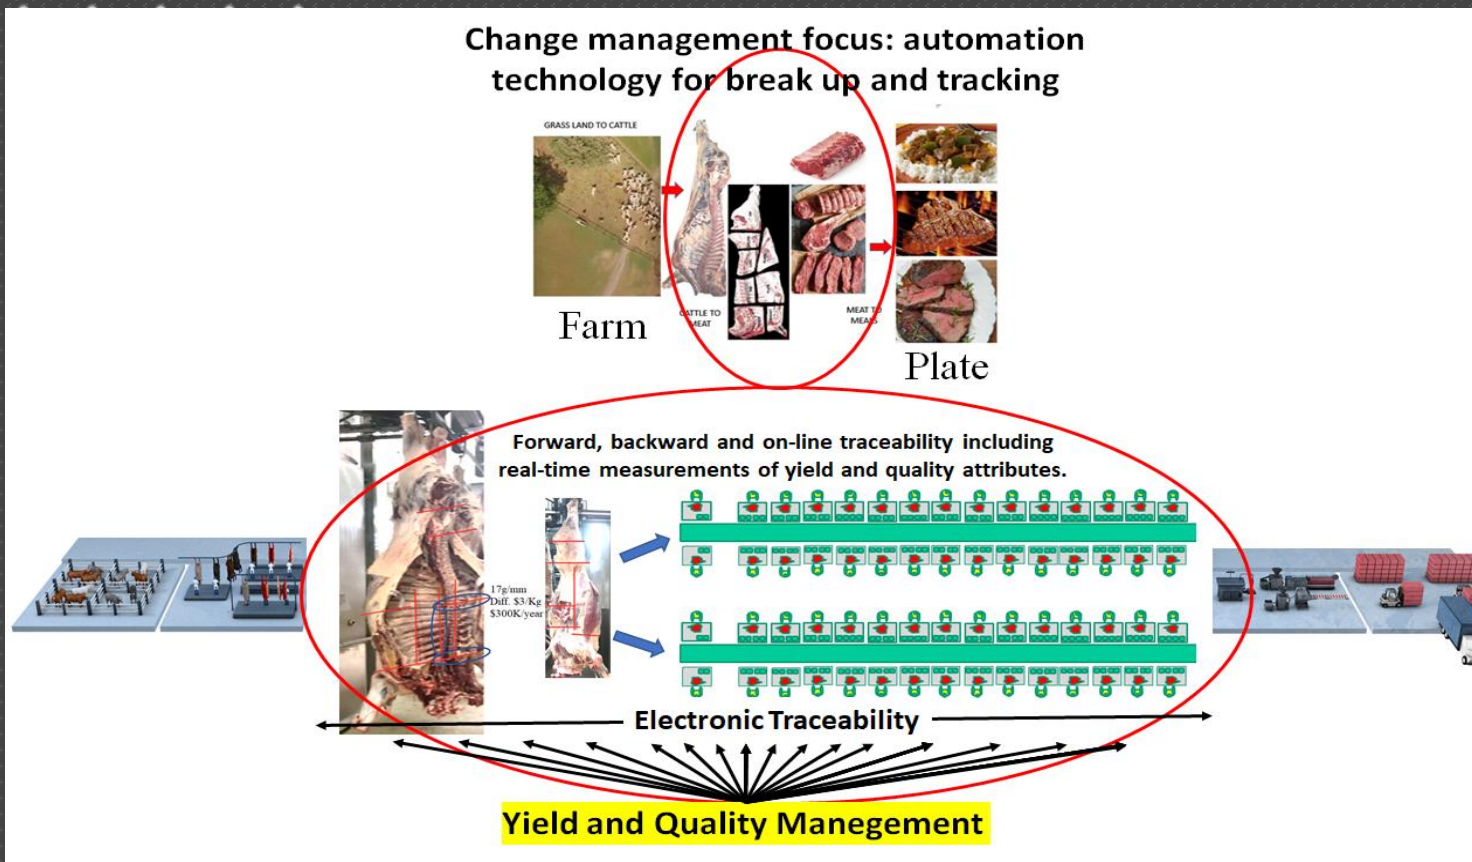 Change management focus: automation
technology for break up and tracking
GRASS LAND TO CATTLE
Farm
CATTLE TO
MEAT
MEAT TO
MEALS
Plate
Forward, backward and on-line traceability including
real-time measurements of yield and quality attributes.
17g/mm
Diff. $3/Kg
$300K/year
Electronic Traceability
Yield and Quality Manegement